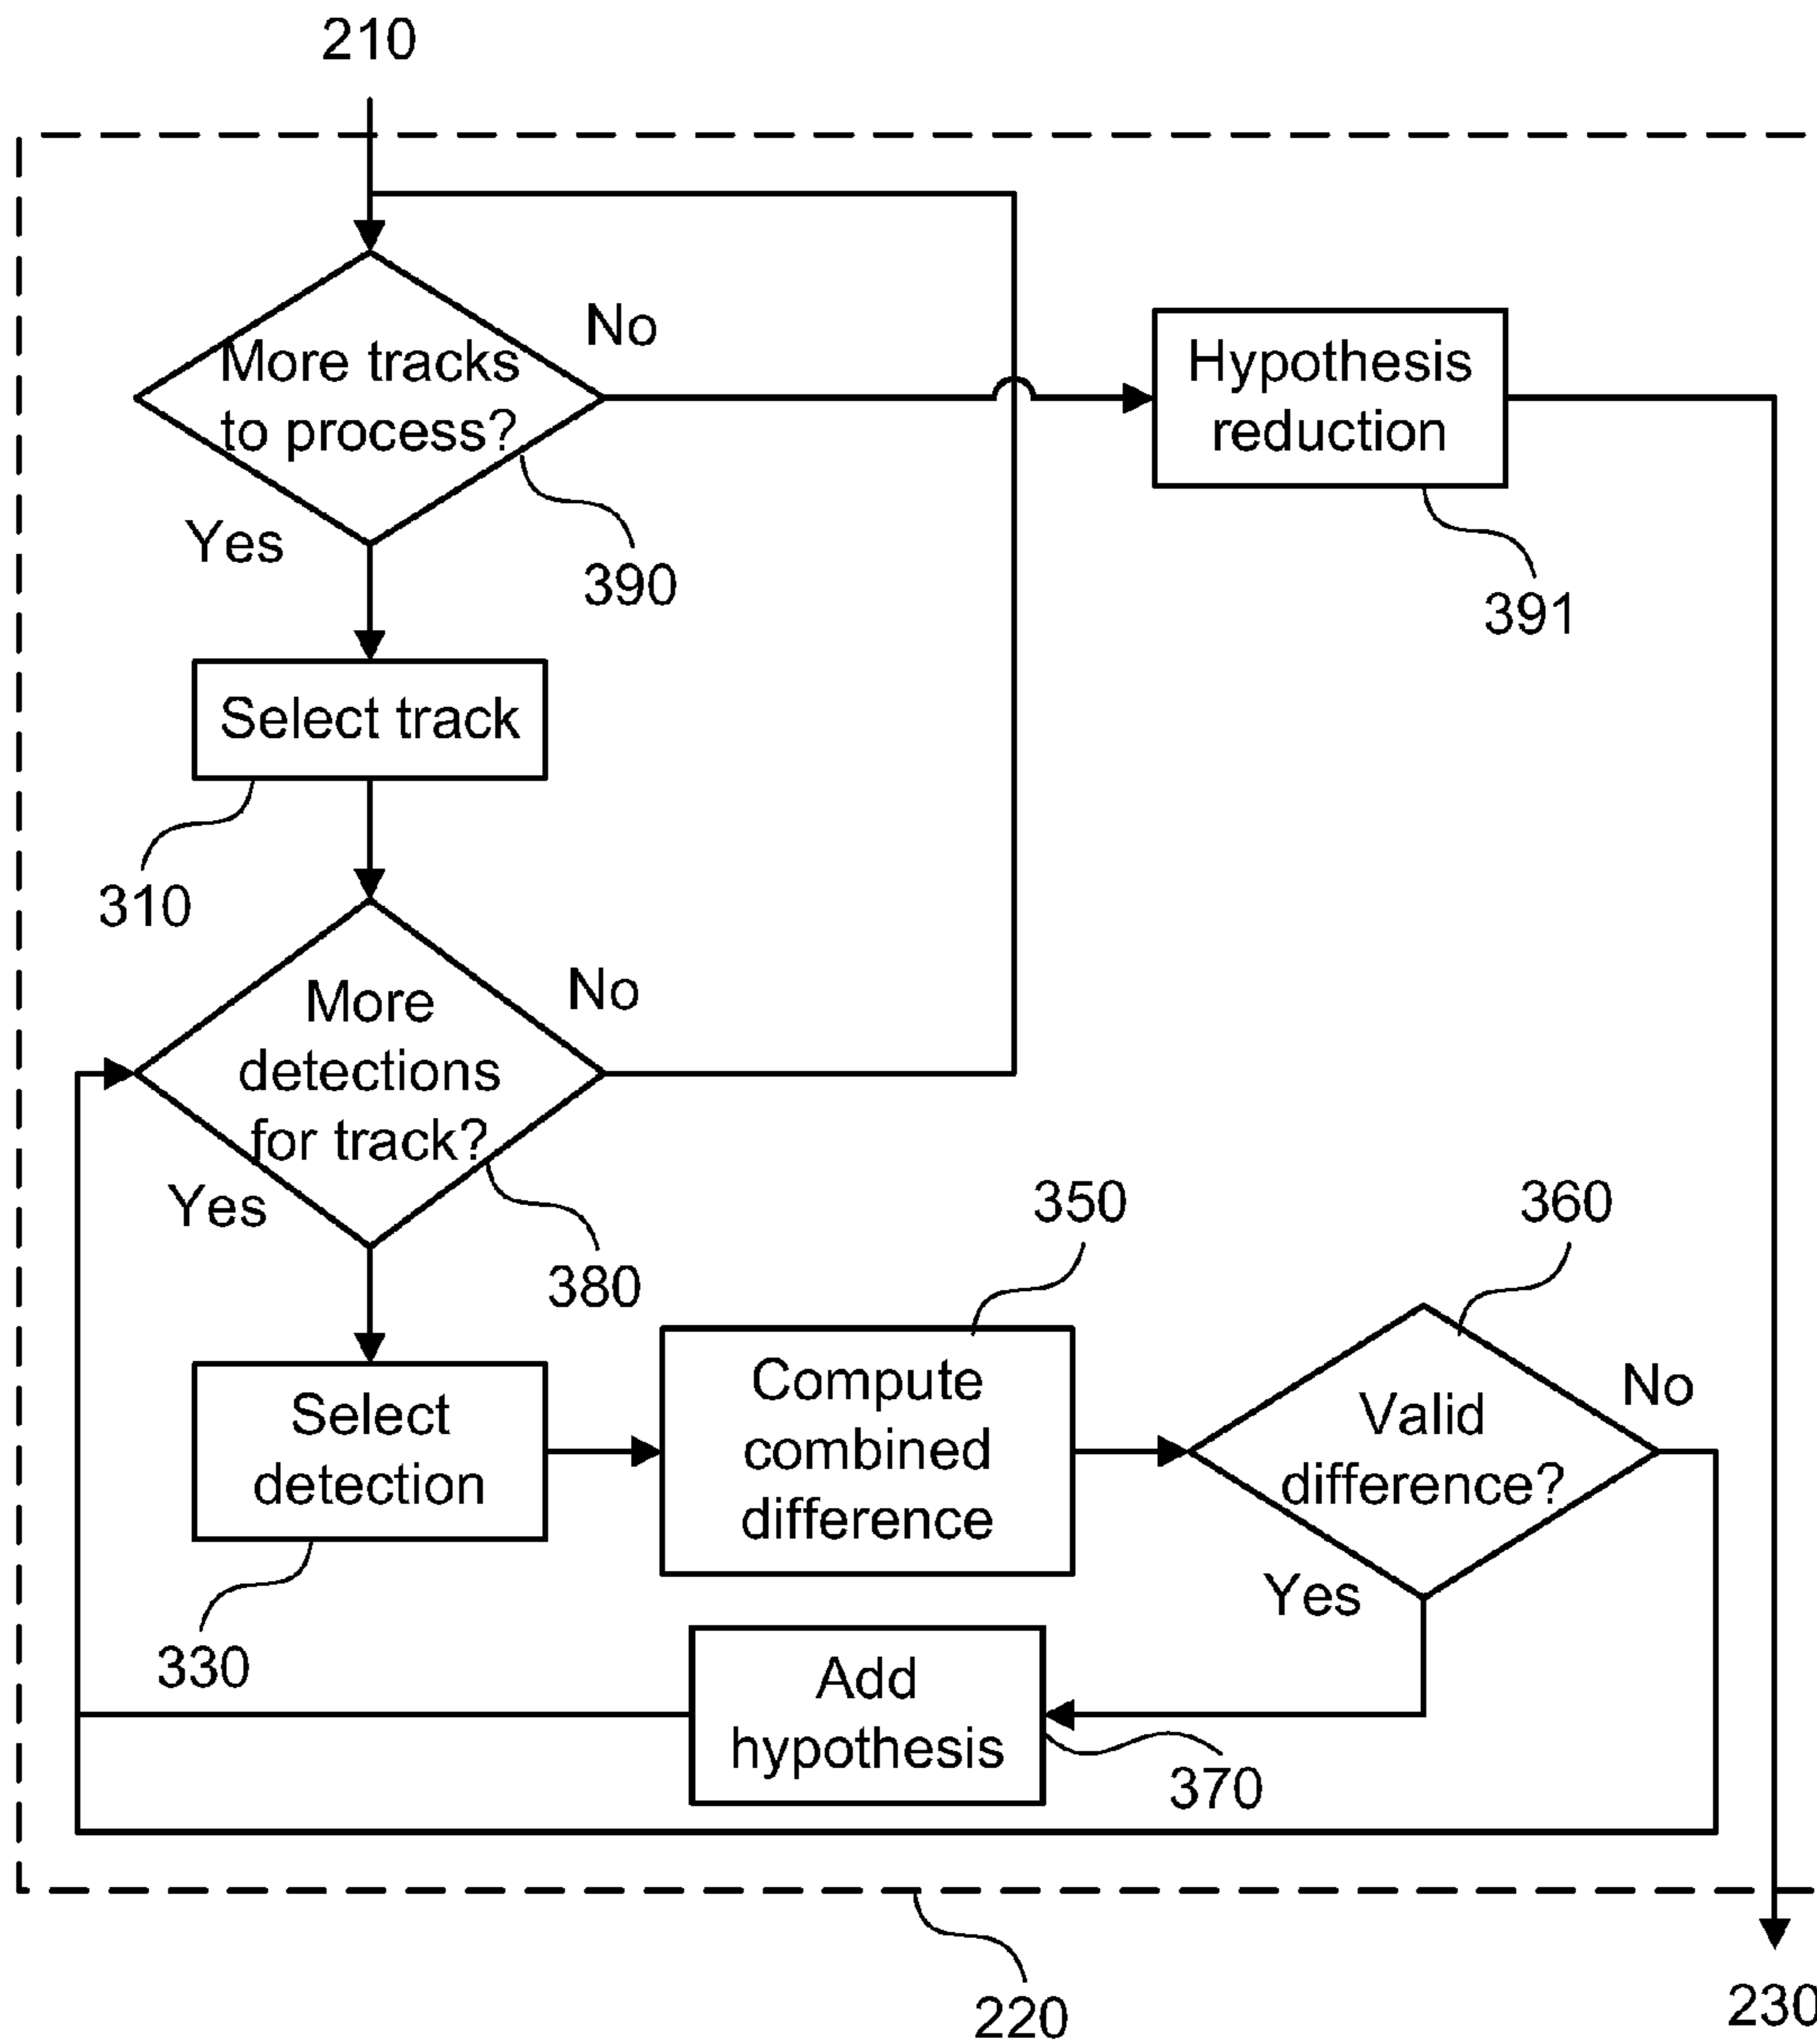 210
No
More tracks
to process?
Hypothesis
reduction
Yes
390
391
Select track
310
No
More
detections
for track?
Yes
380
350
360
Select
detection
Compute
combined
difference
Valid
difference?
No
Yes
330
Add
hypothesis
370
220
230